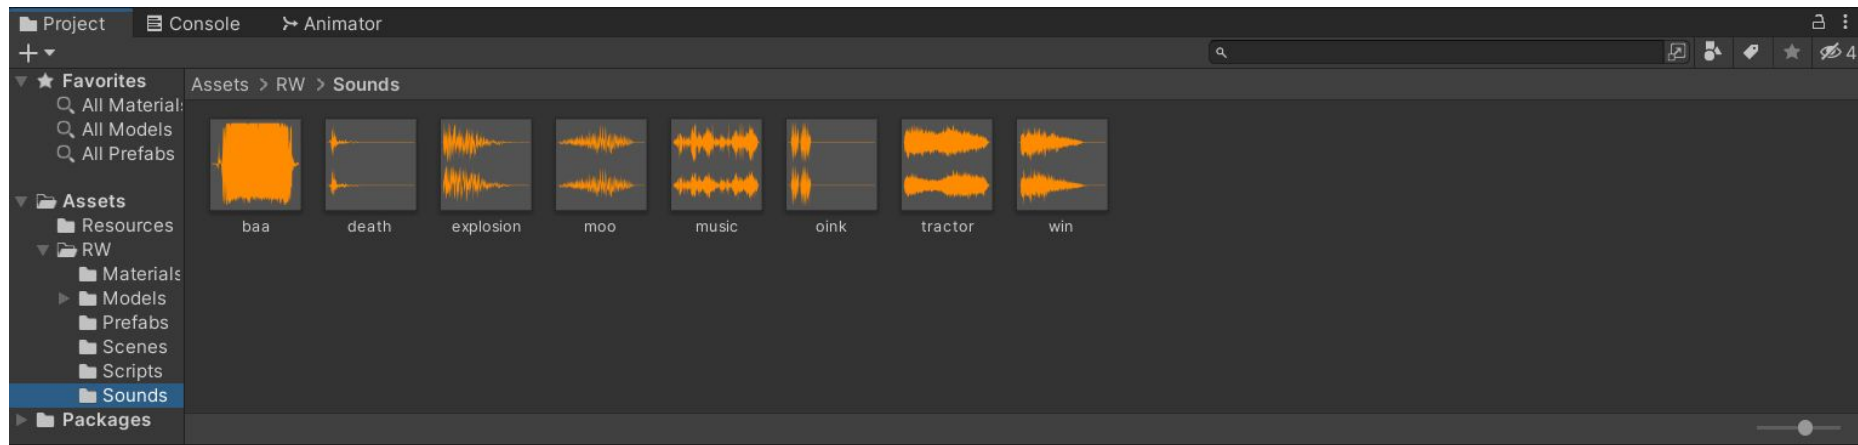 Project Console Animator
4
Favorites
All Materials
All Models
All Prefabs
Assets
Resources
RW
Materials
Models
Prefabs
Scenes
Scripts
Sounds
Packages
Assets > RW > Sounds
baa death explosion moo music oink tractor win